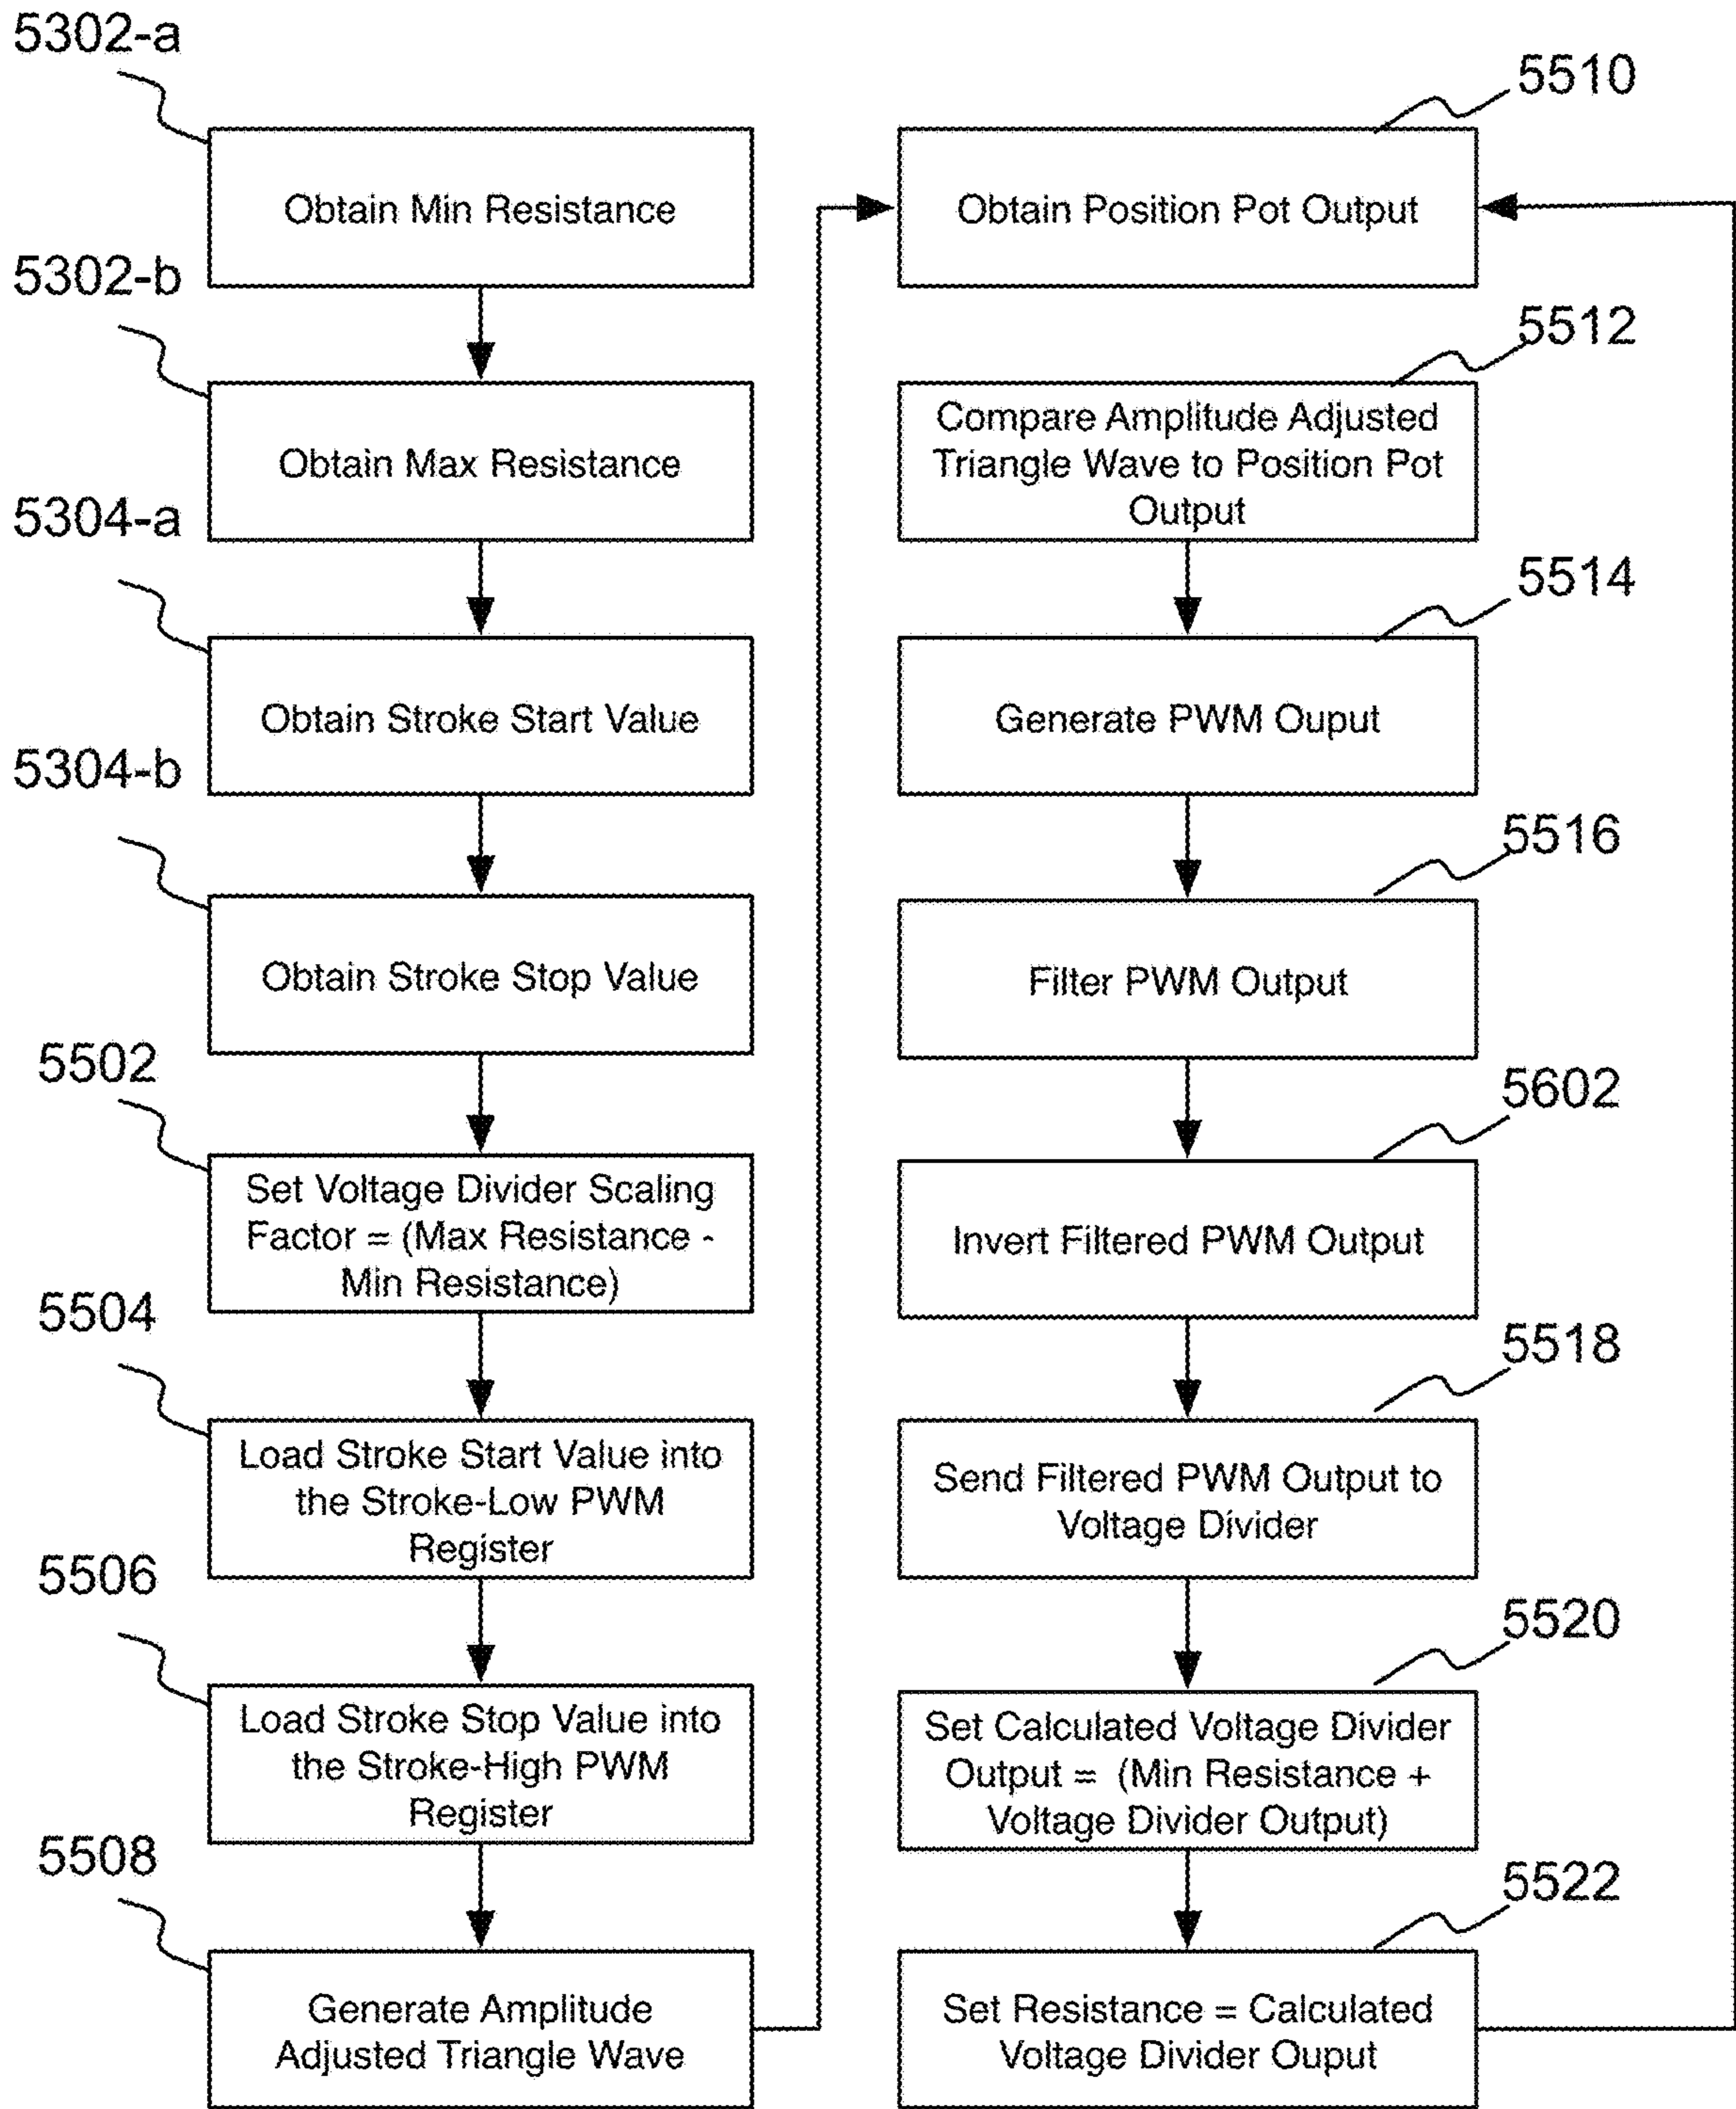 5302-a
Obtain Min Resistance
5302-b
Obtain Max Resistance
5304-a
Obtain Stroke Start Value
5304-b
Obtain Stroke Stop Value
5502
Set Voltage Divider Scaling
Factor = (Max Resistance -
Min Resistance)
5504
Load Stroke Start Value into
the Stroke-Low PWM
Register
5506
Load Stroke Stop Value into
the Stroke-High PWM
Register
5508
Generate Amplitude
Adjusted Triangle Wave
5510
Obtain Position Pot Output
5512
Compare Amplitude Adjusted
Triangle Wave to Position Pot
Output
5514
Generate PWM Ouput
5516
Filter PWM Output
5602
Invert Filtered PWM Output
5518
Send Filtered PWM Output to
Voltage Divider
5520
Set Calculated Voltage Divider
Output = (Min Resistance +
Voltage Divider Output)
5522
Set Resistance = Calculated
Voltage Divider Ouput